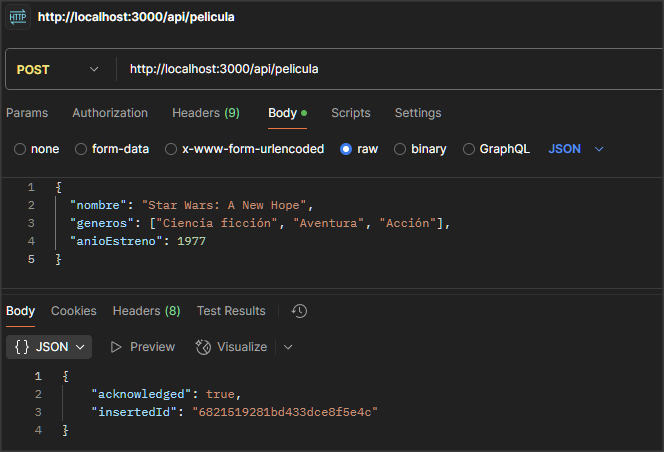 HTTP http://localhost:3000/api/pelicula
POST http://localhost:3000/api/pelicula
Params Authorization Headers (9) Body Scripts Settings
none form-data x-www-form-urlencoded raw binary GraphQL JSON
1 {
2 "nombre": "Star Wars: A New Hope",
3 "generos": ["Ciencia ficción", "Aventura", "Acción"],
4 "anioEstreno": 1977
5 }
Body Cookies Headers (8) Test Results
{} JSON Preview Visualize
1 {
2 "acknowledged": true,
3 "insertedId": "6821519281bd433dce8f5e4c"
4 }